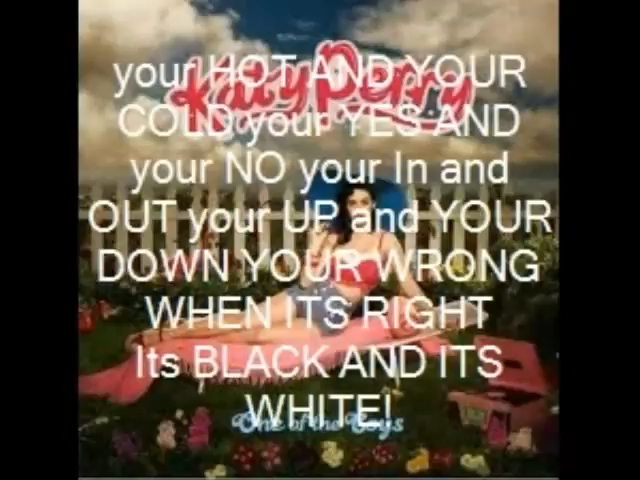 your HOT AND YOUR
Katy Perry
COLD your YES AND
your NO your In and
OUT your UP and YOUR
DOWN YOUR WRONG
WHEN ITS RIGHT
Its BLACK AND ITS
WHITE!
One of the Boys